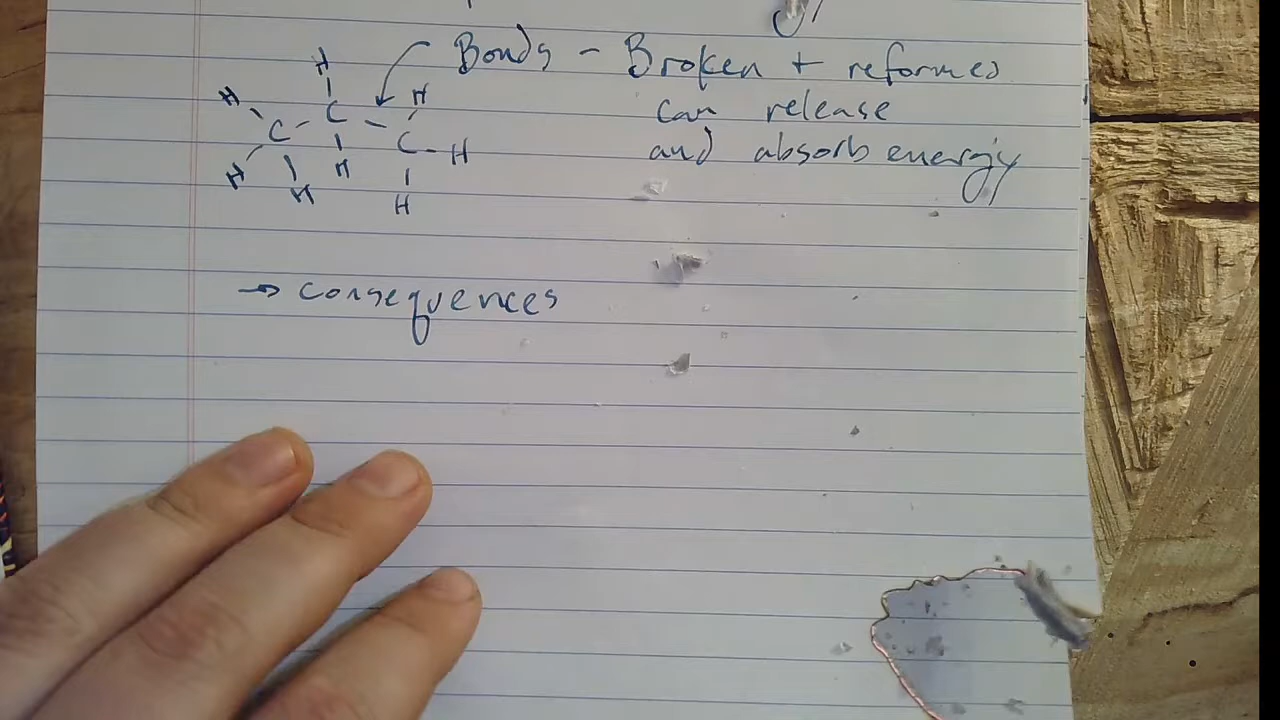 Bonds - Broken + reformed
can release
and absorb energy
H
H C H
C C - H
H H H H
→ consequences